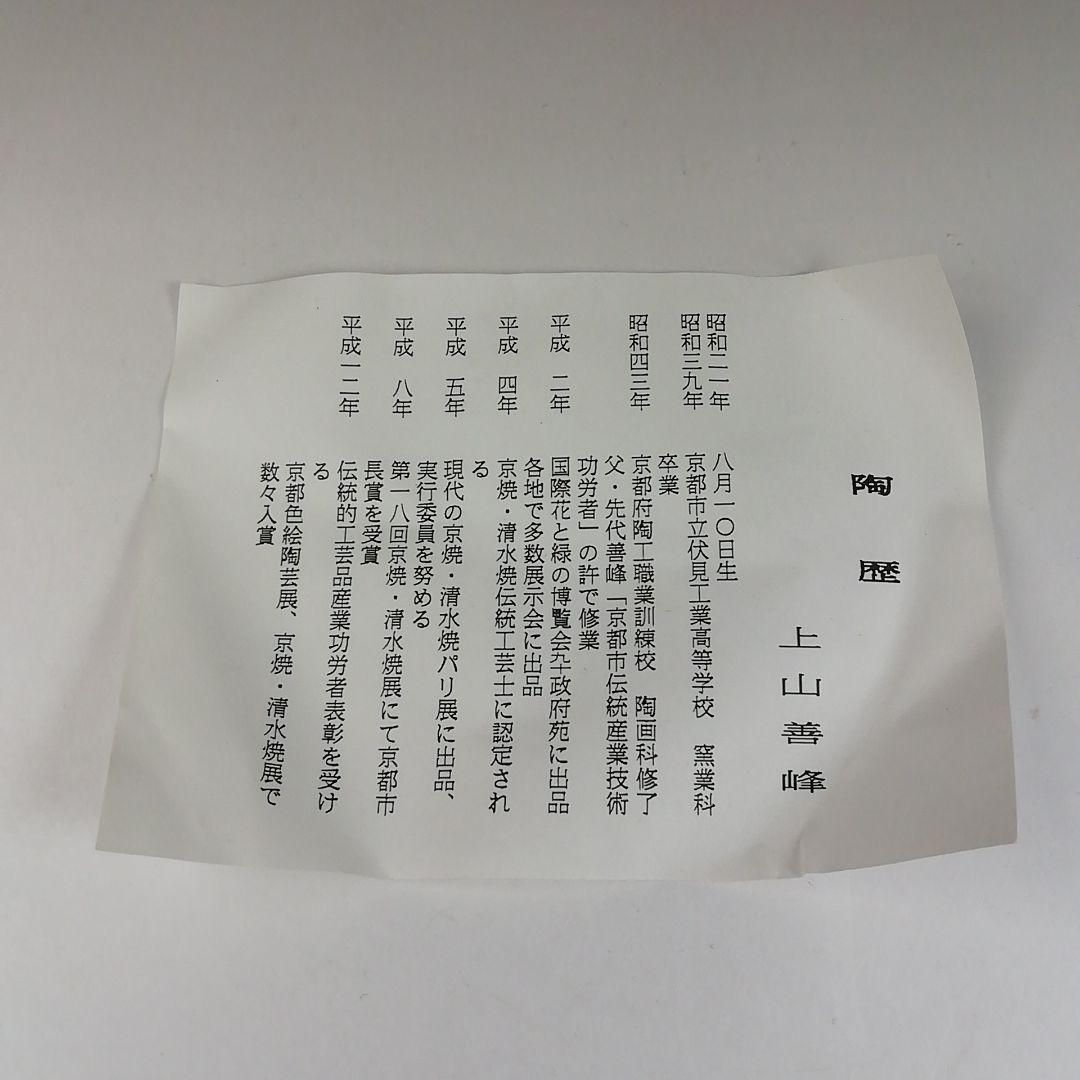 陶　歴
上山善峰
昭和二一年　八月一〇日生
昭和三九年　京都市立伏見工業高等学校　窯業科
卒業
昭和四三年　京都府陶工職業訓練校　陶画科修了
父・先代善峰「京都市伝統産業技術
功労者」の許で修業
平成　二年　国際花と緑の博覧会卆政府苑に出品
各地で多数展示会に出品
平成　四年　京焼・清水焼伝統工芸士に認定され
る
平成　五年　現代の京焼・清水焼パリ展に出品、
実行委員を努める
平成　八年　第一八回京焼・清水焼展にて京都市
長賞を受賞
平成一二年　伝統的工芸品産業功労者表彰を受け
る
京都色絵陶芸展、京焼・清水焼展で
数々入賞